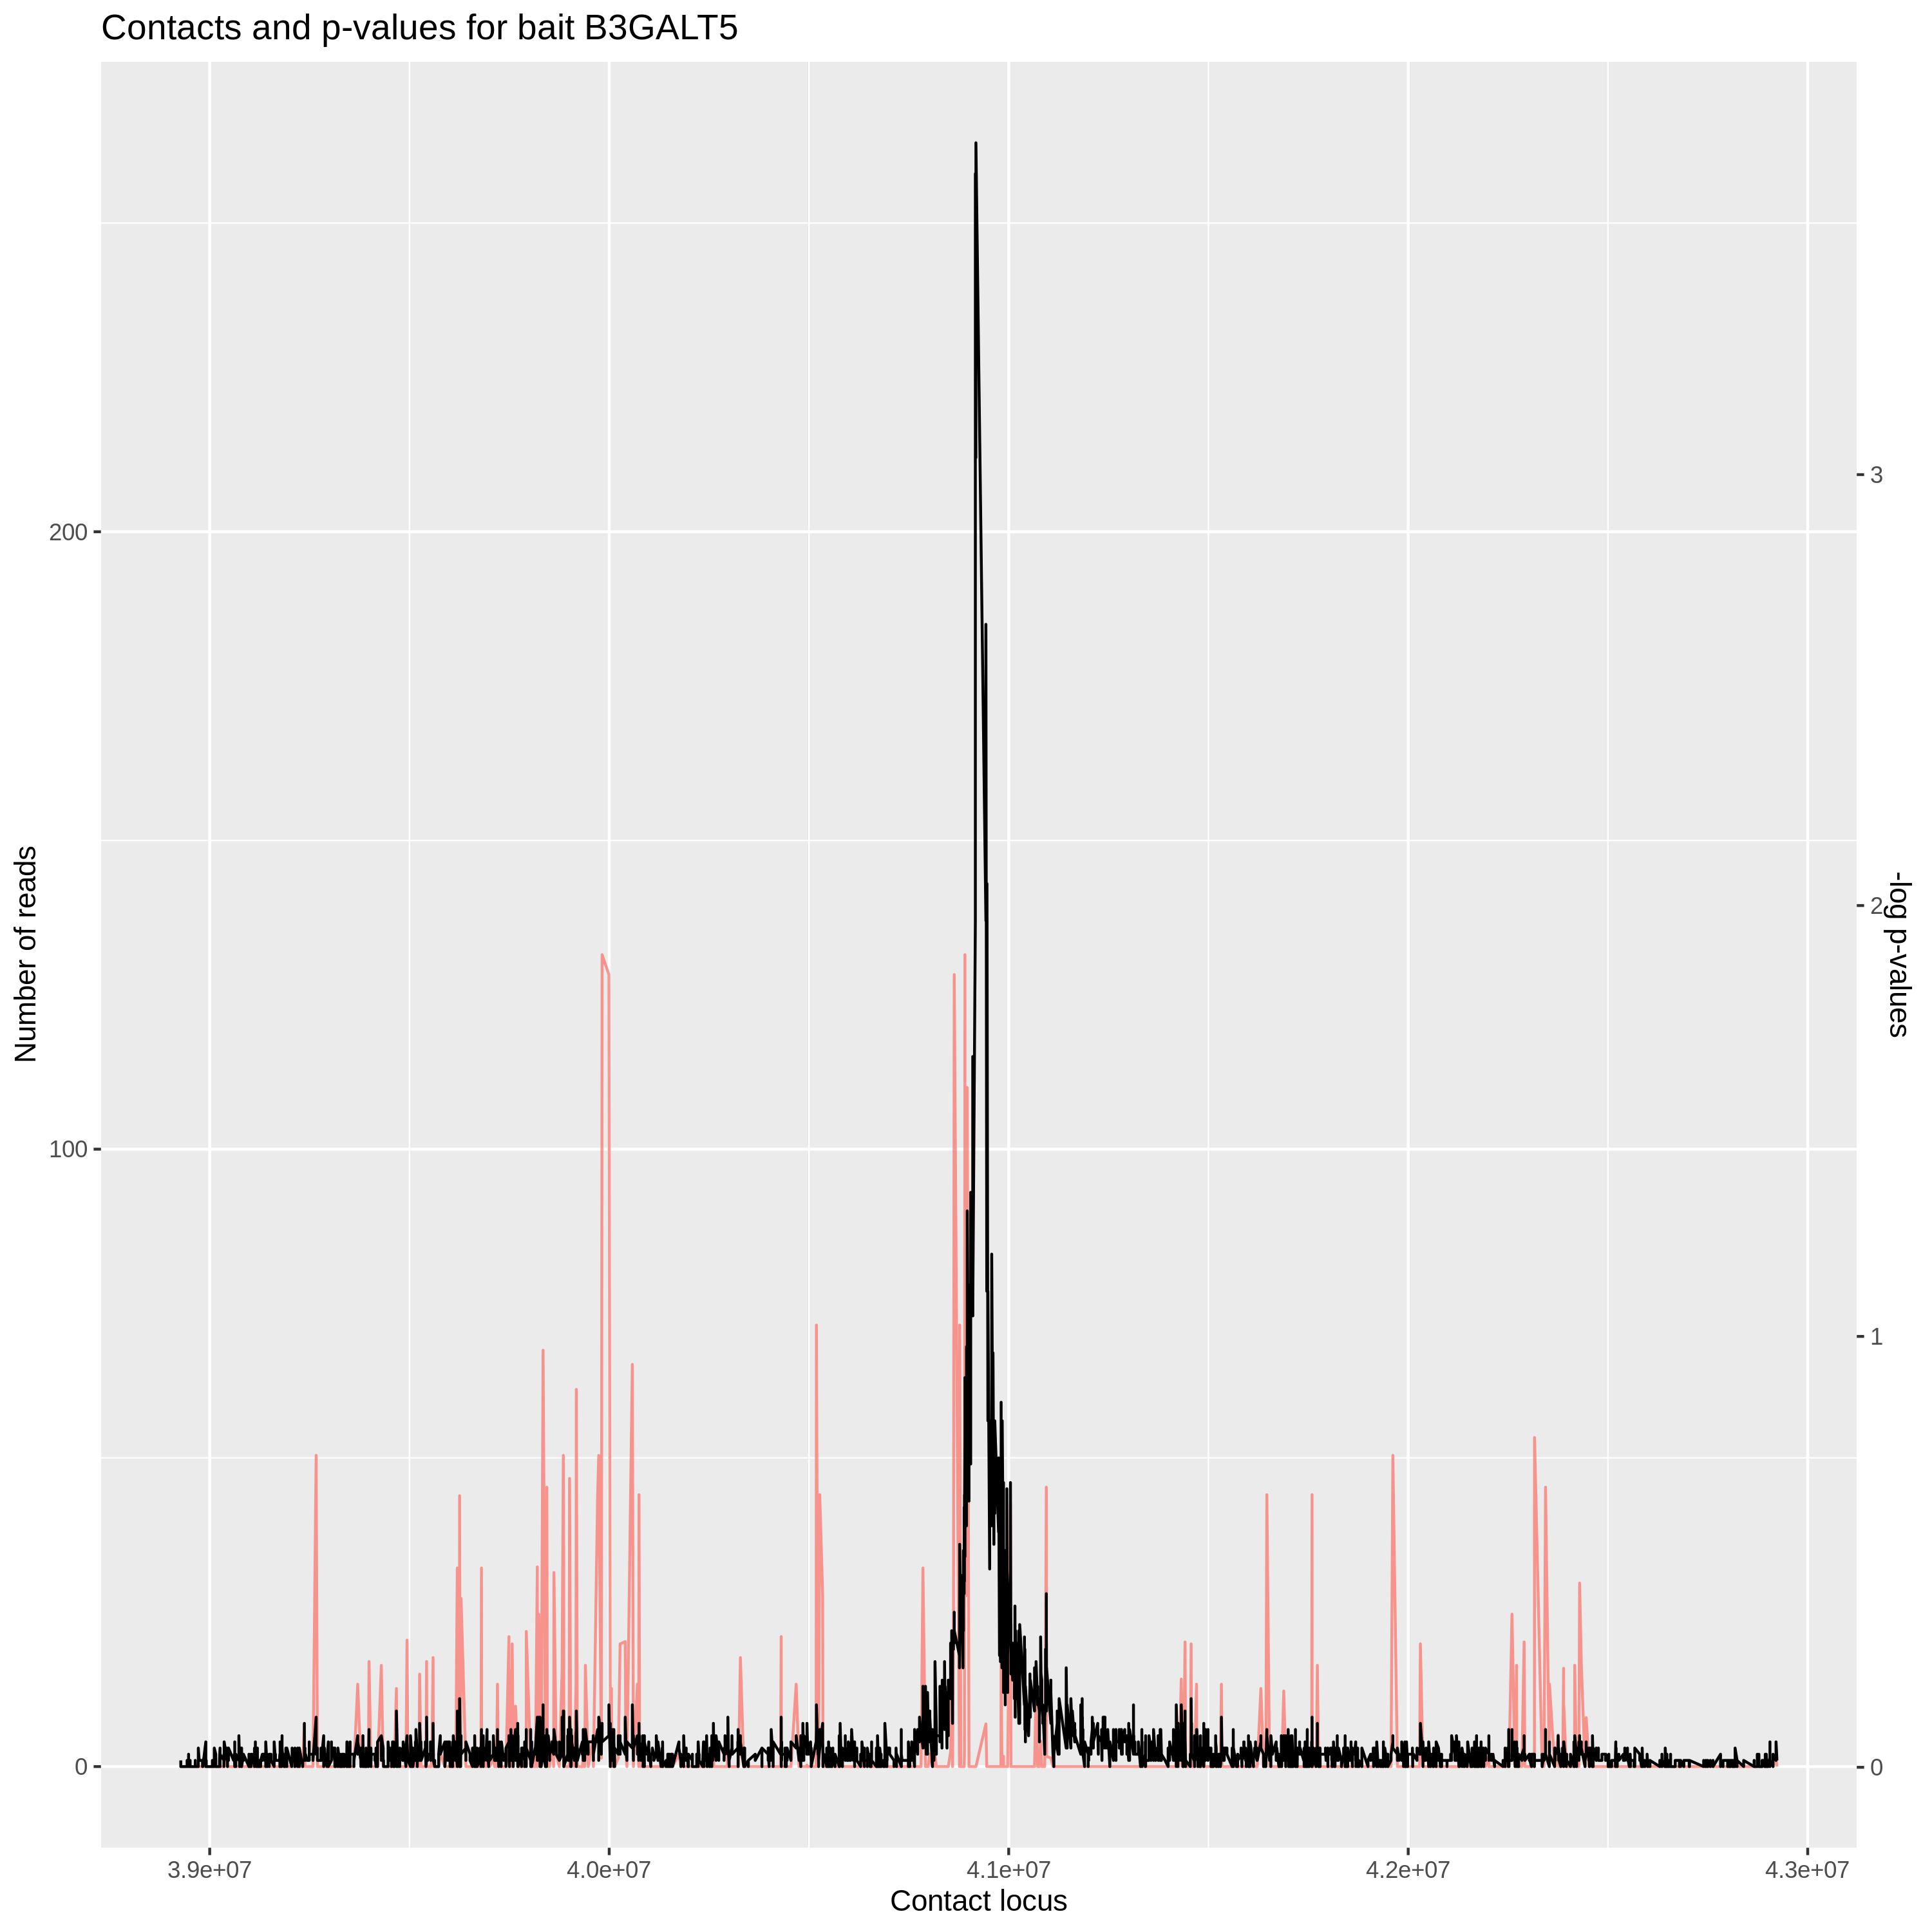 Contacts and p-values for bait B3GALT5
Number of reads
200
100
0
3
2
1
0
-log p-values
3.9e+07
4.0e+07
4.1e+07
4.2e+07
4.3e+07
Contact locus